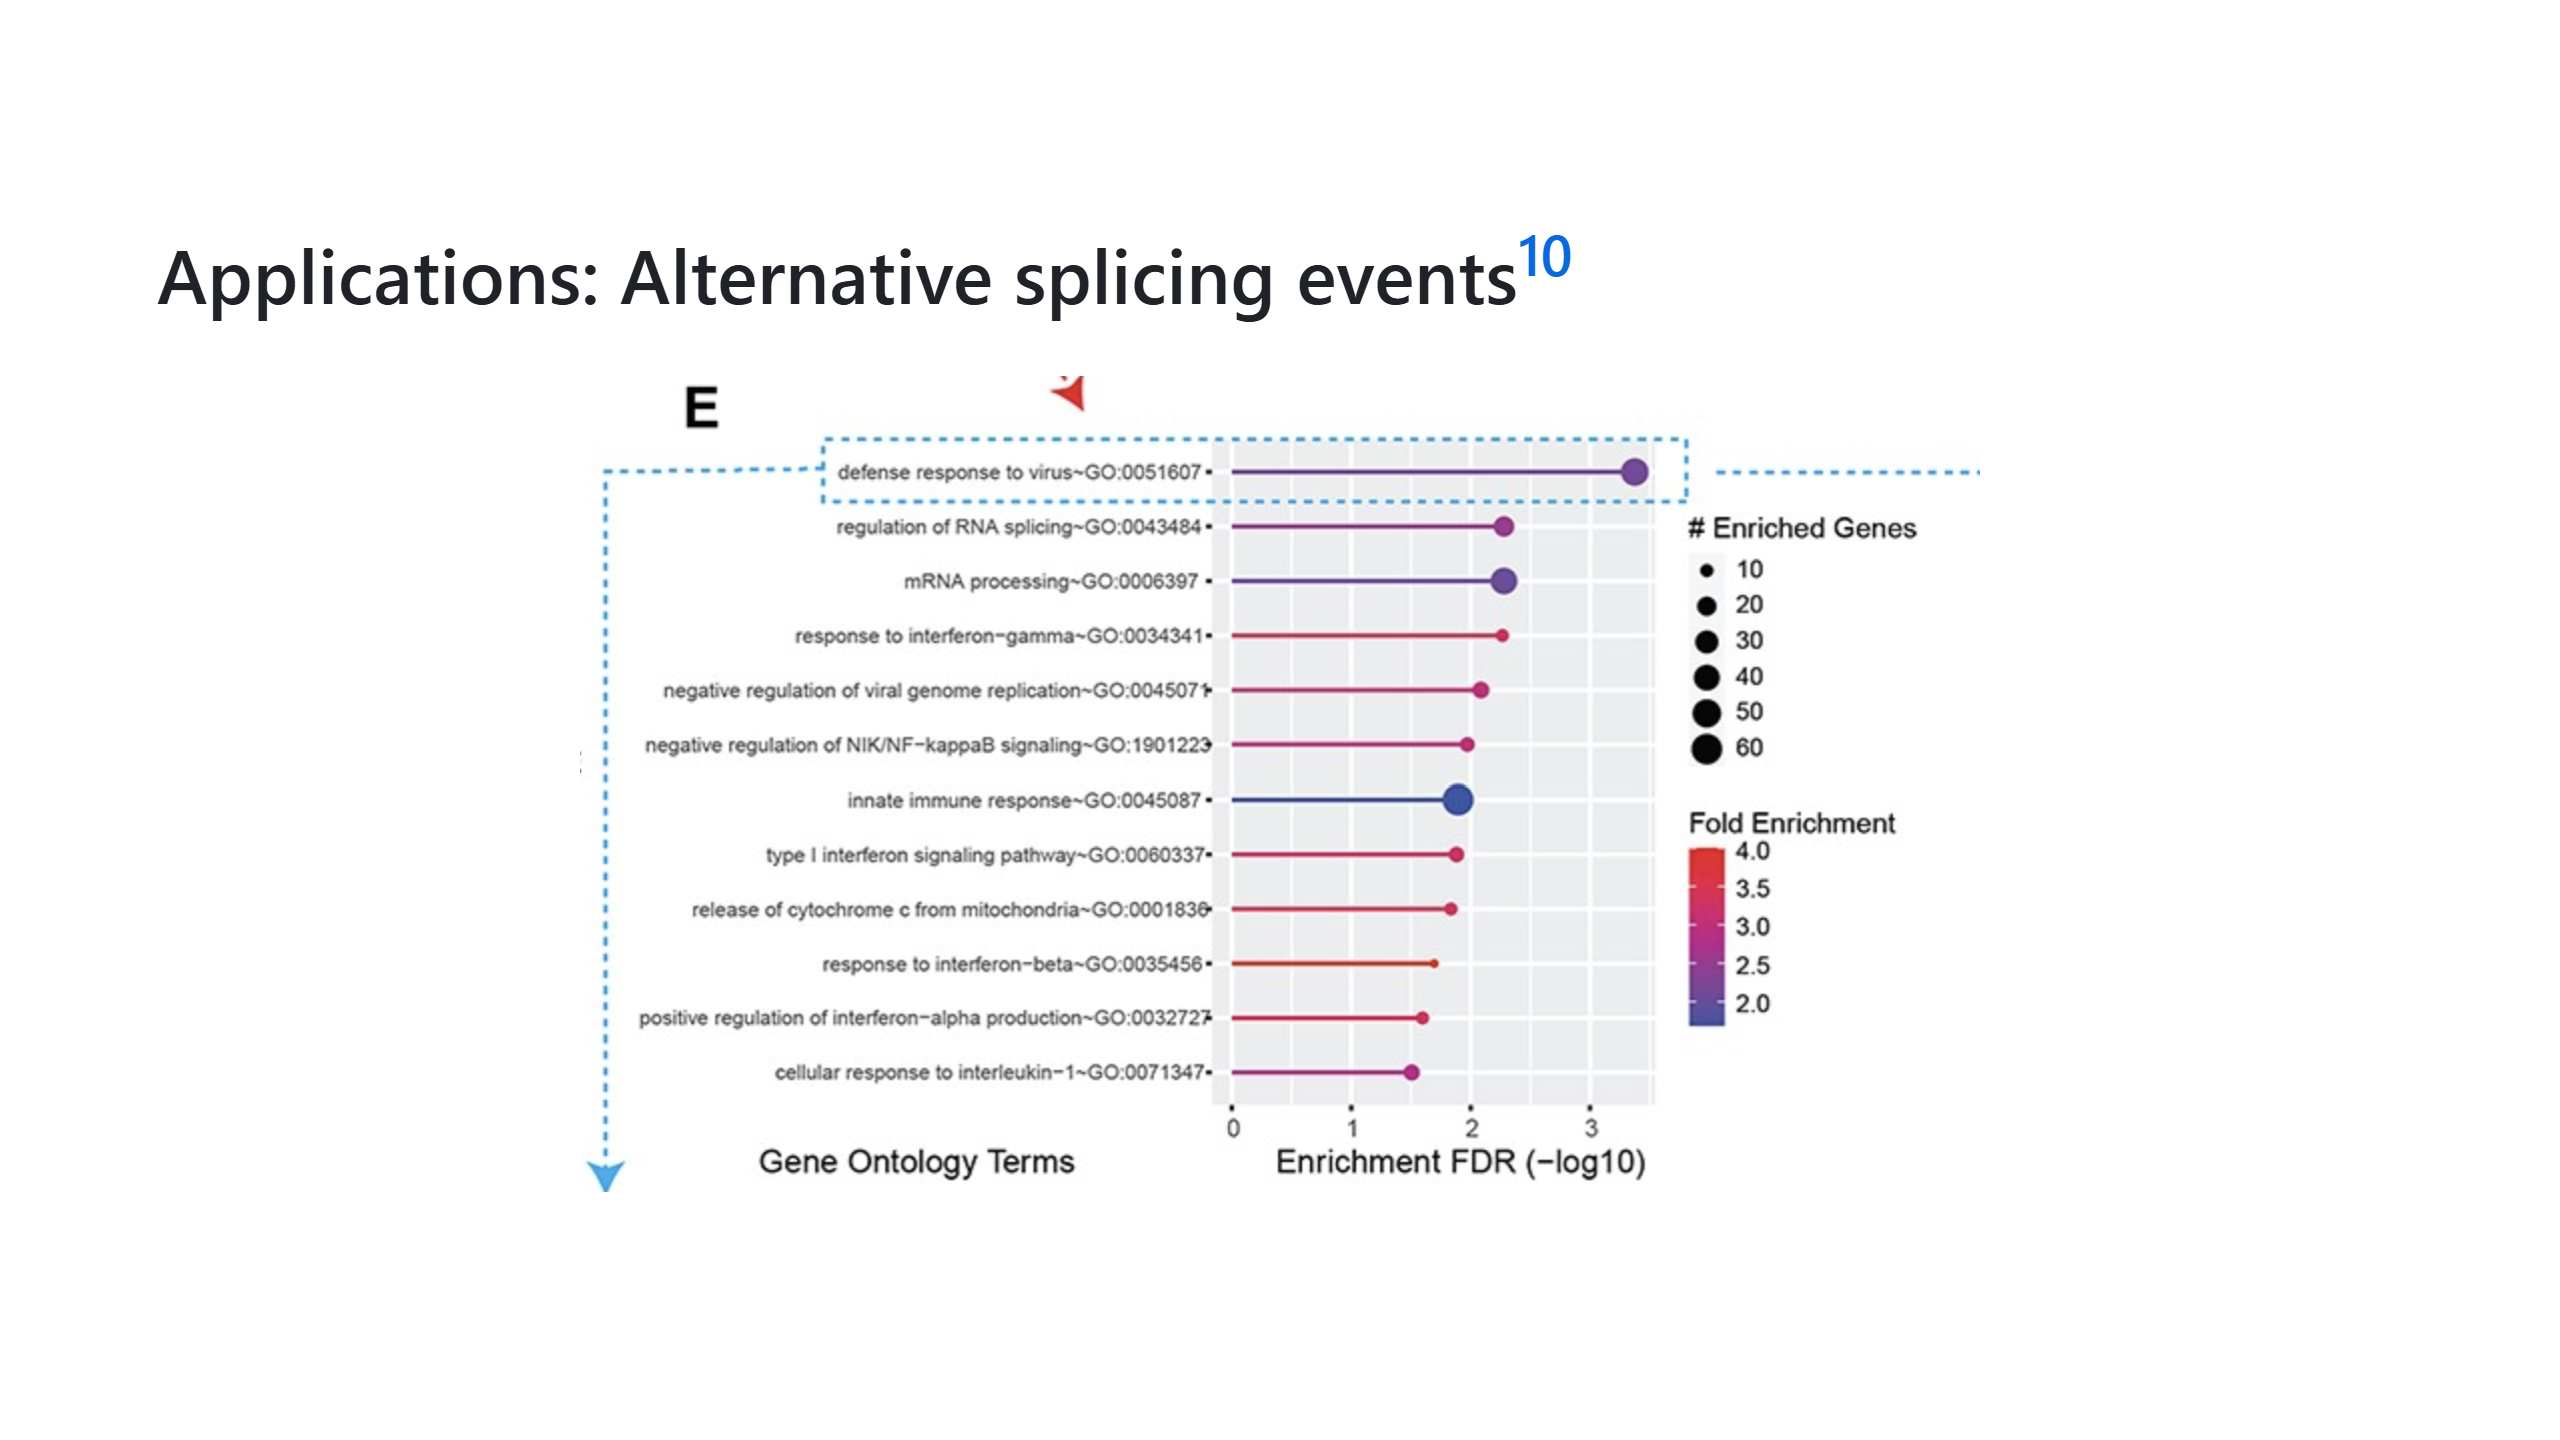 Applications: Alternative splicing events10
E
defense response to virus~GO:0051607
regulation of RNA splicing~GO:0043484
mRNA processing~GO:0006397
response to interferon−gamma~GO:0034341
negative regulation of viral genome replication~GO:0045071
negative regulation of NIK/NF−kappaB signaling~GO:1901223
innate immune response~GO:0045087
type I interferon signaling pathway~GO:0060337
release of cytochrome c from mitochondria~GO:0001836
response to interferon−beta~GO:0035456
positive regulation of interferon−alpha production~GO:0032727
cellular response to interleukin−1~GO:0071347
0 1 2 3
Gene Ontology Terms
Enrichment FDR (−log10)
# Enriched Genes
10
20
30
40
50
60
Fold Enrichment
4.0
3.5
3.0
2.5
2.0